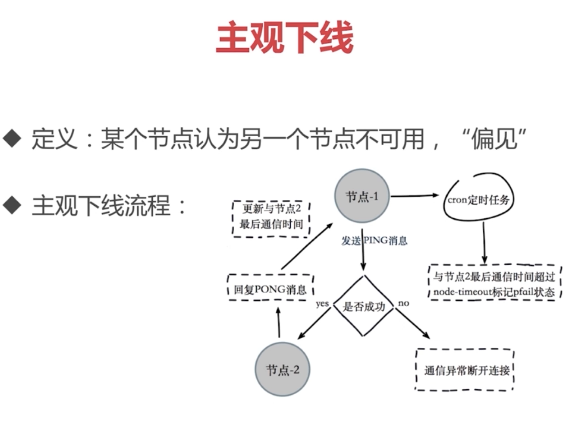 主观下线
◆ 定义：某个节点认为另一个节点不可用，“偏见”
◆ 主观下线流程：
节点-1
cron定时任务
更新与节点2
最后通信时间
发送PING消息
与节点2最后通信时间超过
node-timeout标记pfail状态
回复PONG消息
yes
是否成功
no
节点-2
通信异常断开连接